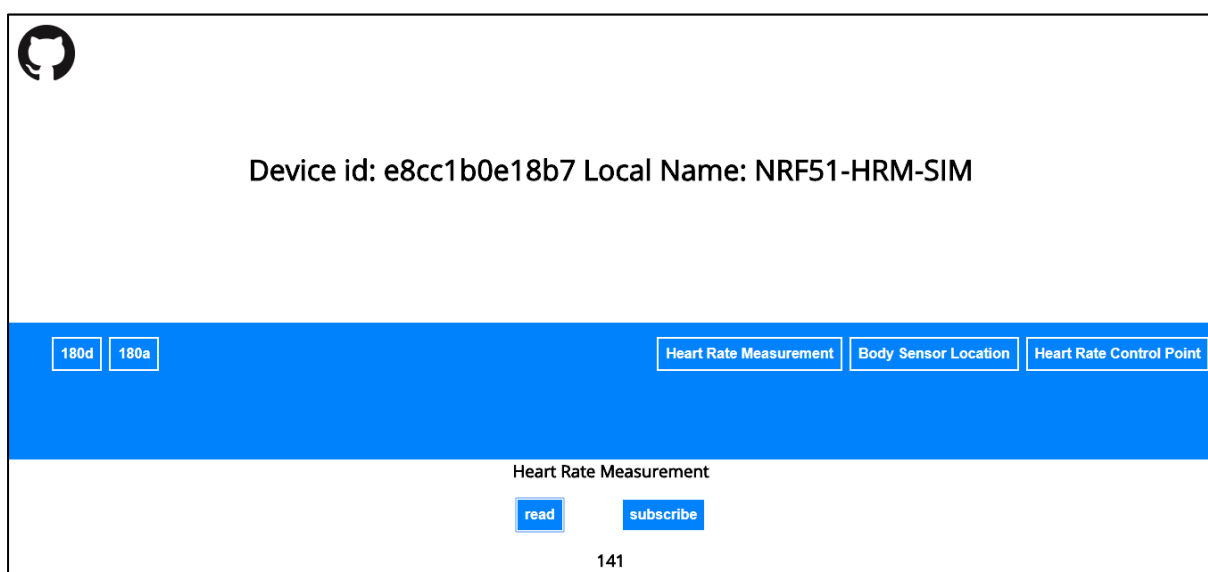 Device id: e8cc1b0e18b7 Local Name: NRF51-HRM-SIM
180d 180a Heart Rate Measurement Body Sensor Location Heart Rate Control Point
Heart Rate Measurement
read subscribe
141